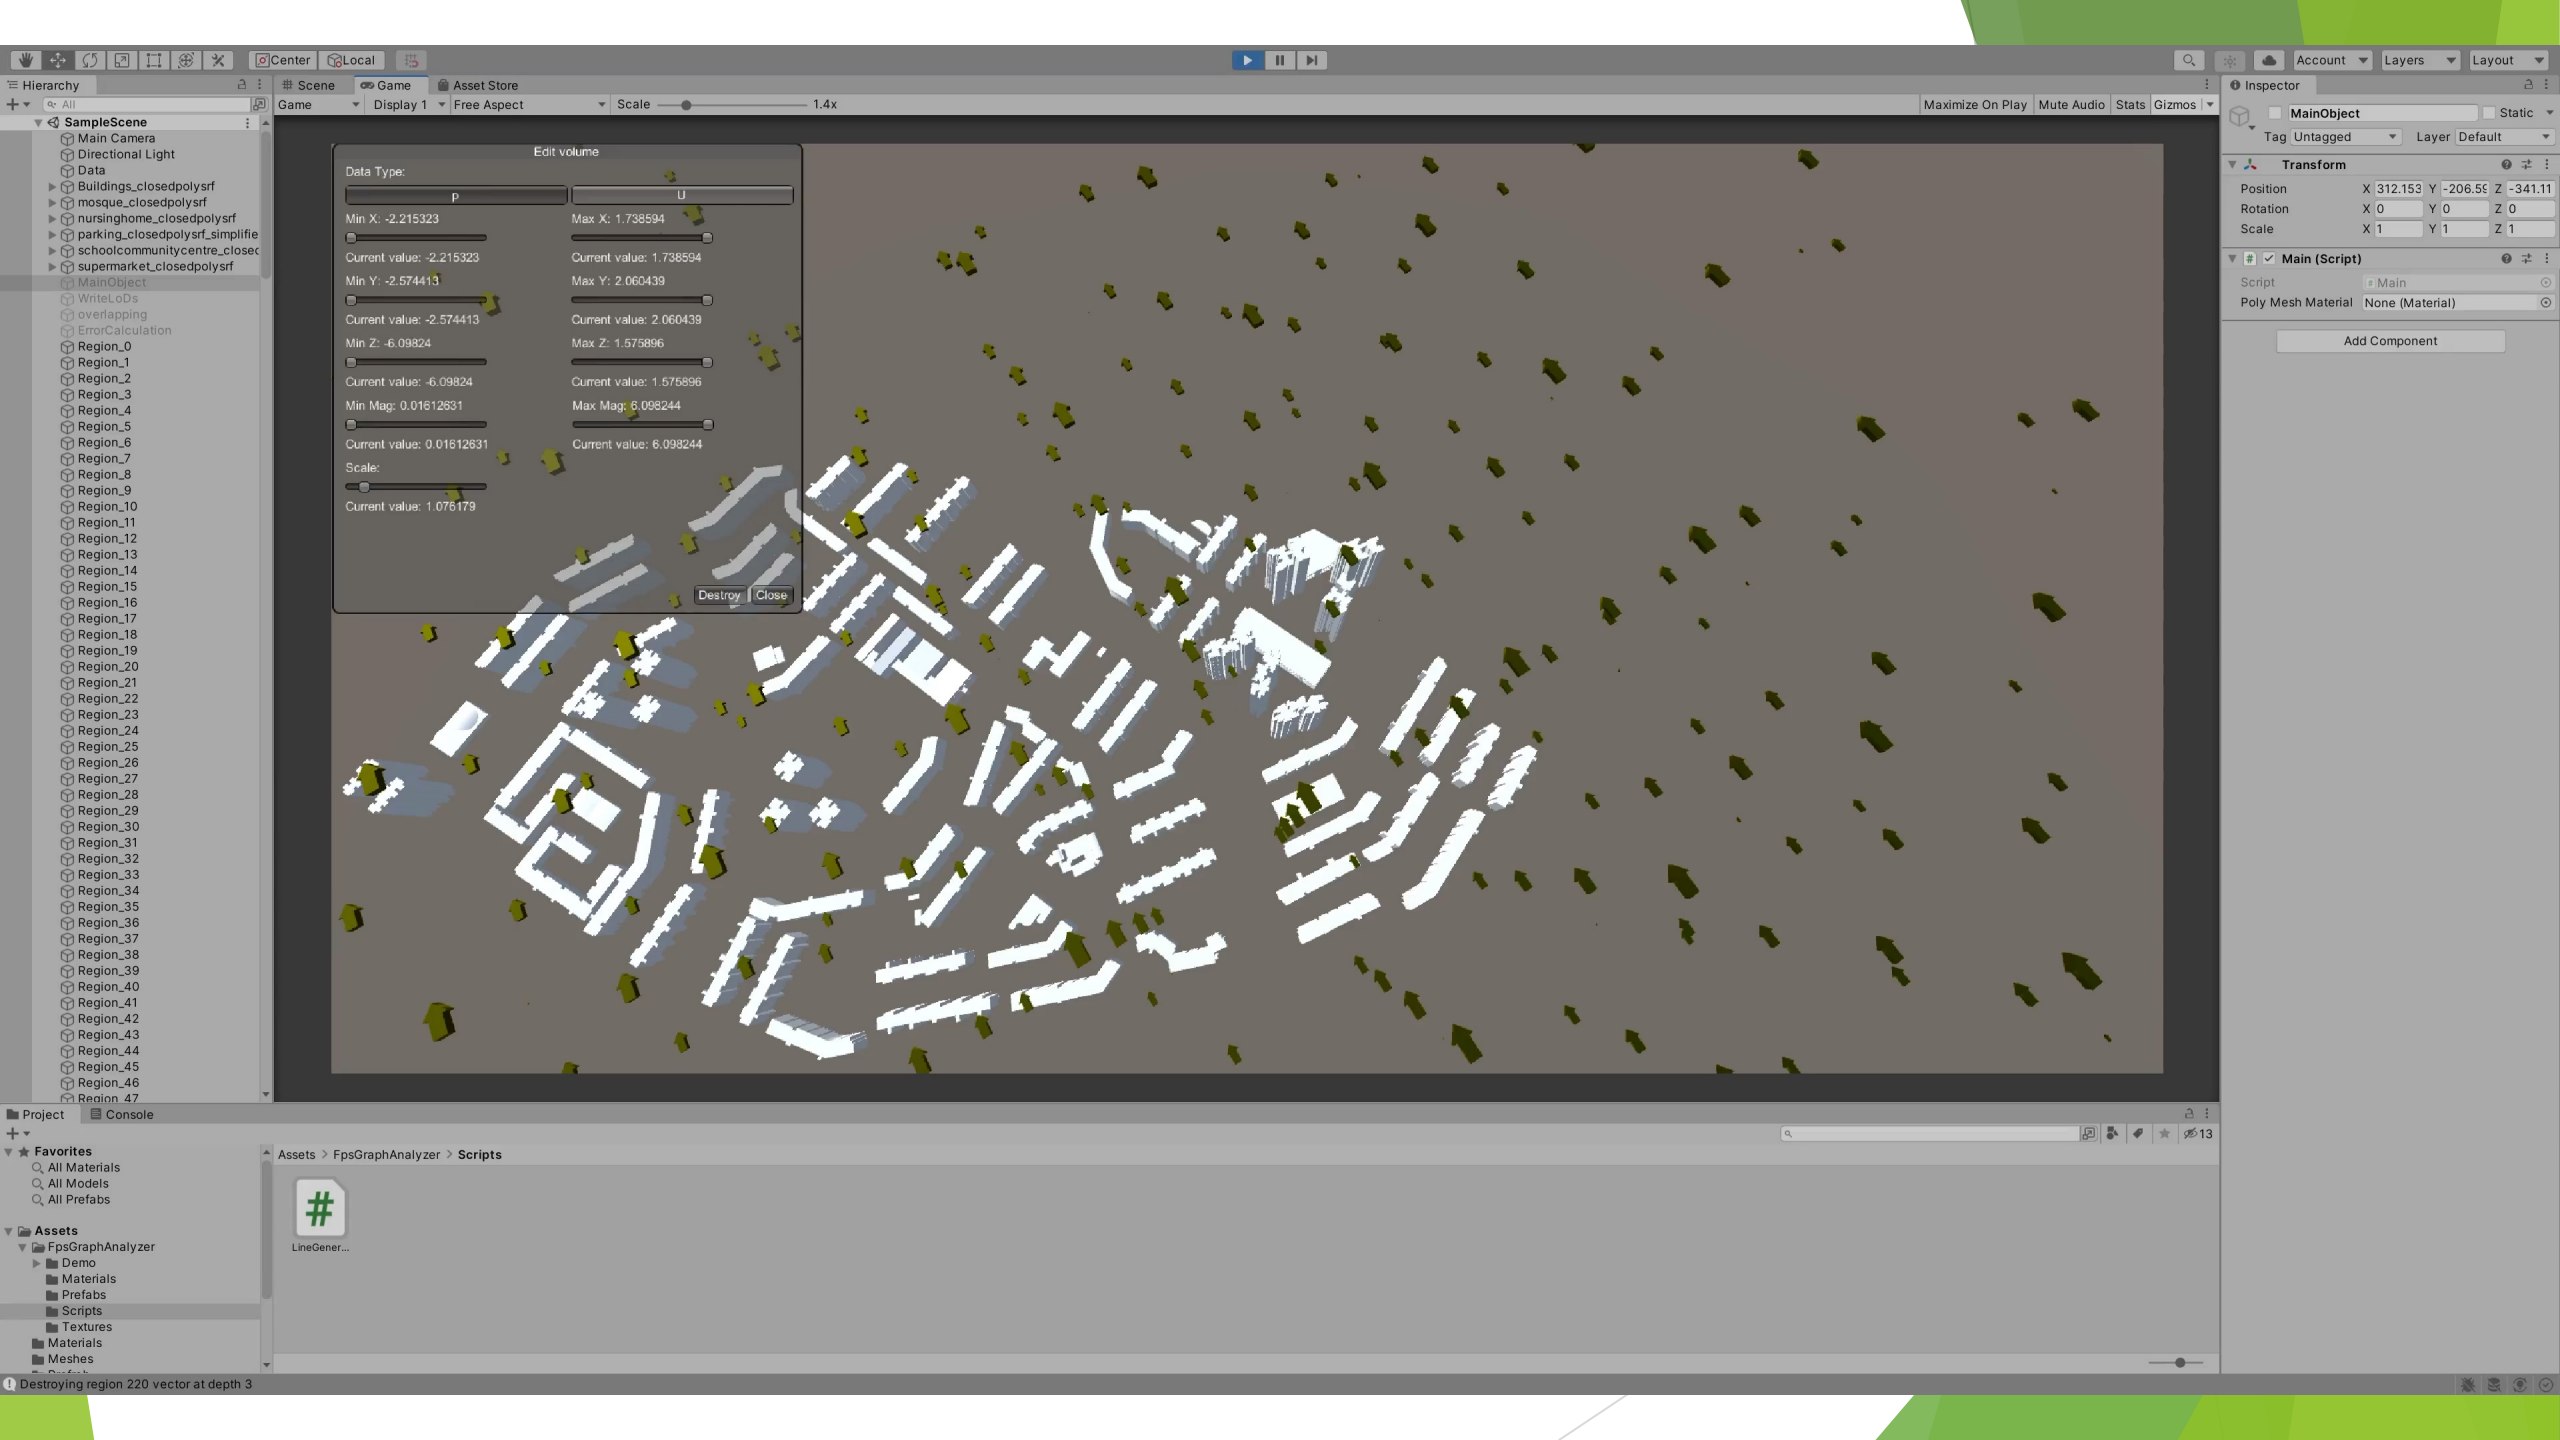 Center Local
Account Layers Layout
Hierarchy
All
SampleScene
Main Camera
Directional Light
Data
Buildings_closedpolysrf
mosque_closedpolysrf
nursinghome_closedpolysrf
parking_closedpolysrf_simplifie
schoolcommunitycentre_closec
supermarket_closedpolysrf
MainObject
WriteLoDs
overlapping
ErrorCalculation
Region_0
Region_1
Region_2
Region_3
Region_4
Region_5
Region_6
Region_7
Region_8
Region_9
Region_10
Region_11
Region_12
Region_13
Region_14
Region_15
Region_16
Region_17
Region_18
Region_19
Region_20
Region_21
Region_22
Region_23
Region_24
Region_25
Region_26
Region_27
Region_28
Region_29
Region_30
Region_31
Region_32
Region_33
Region_34
Region_35
Region_36
Region_37
Region_38
Region_39
Region_40
Region_41
Region_42
Region_43
Region_44
Region_45
Region_46
Region_47
Scene Game Asset Store
Game Display 1 Free Aspect Scale 1.4x
Maximize On Play Mute Audio Stats Gizmos
Edit volume
Data Type:
p U
Min X: -2.215323 Max X: 1.738594
Current value: -2.215323 Current value: 1.738594
Min Y: -2.574413 Max Y: 2.060439
Current value: -2.574413 Current value: 2.060439
Min Z: -6.09824 Max Z: 1.575896
Current value: -6.09824 Current value: 1.575896
Min Mag: 0.01612631 Max Mag: 6.098244
Current value: 0.01612631 Current value: 6.098244
Scale:
Current value: 1.076179
Destroy Close
Inspector
MainObject Static
Tag Untagged Layer Default
Transform
Position X 312.153 Y -206.59 Z -341.11
Rotation X 0 Y 0 Z 0
Scale X 1 Y 1 Z 1
# Main (Script)
Script Main
Poly Mesh Material None (Material)
Add Component
Project Console
13
Favorites
All Materials
All Models
All Prefabs
Assets
FpsGraphAnalyzer
Demo
Materials
Prefabs
Scripts
Textures
Materials
Meshes
Assets > FpsGraphAnalyzer > Scripts
#
LineGener...
Destroying region 220 vector at depth 3